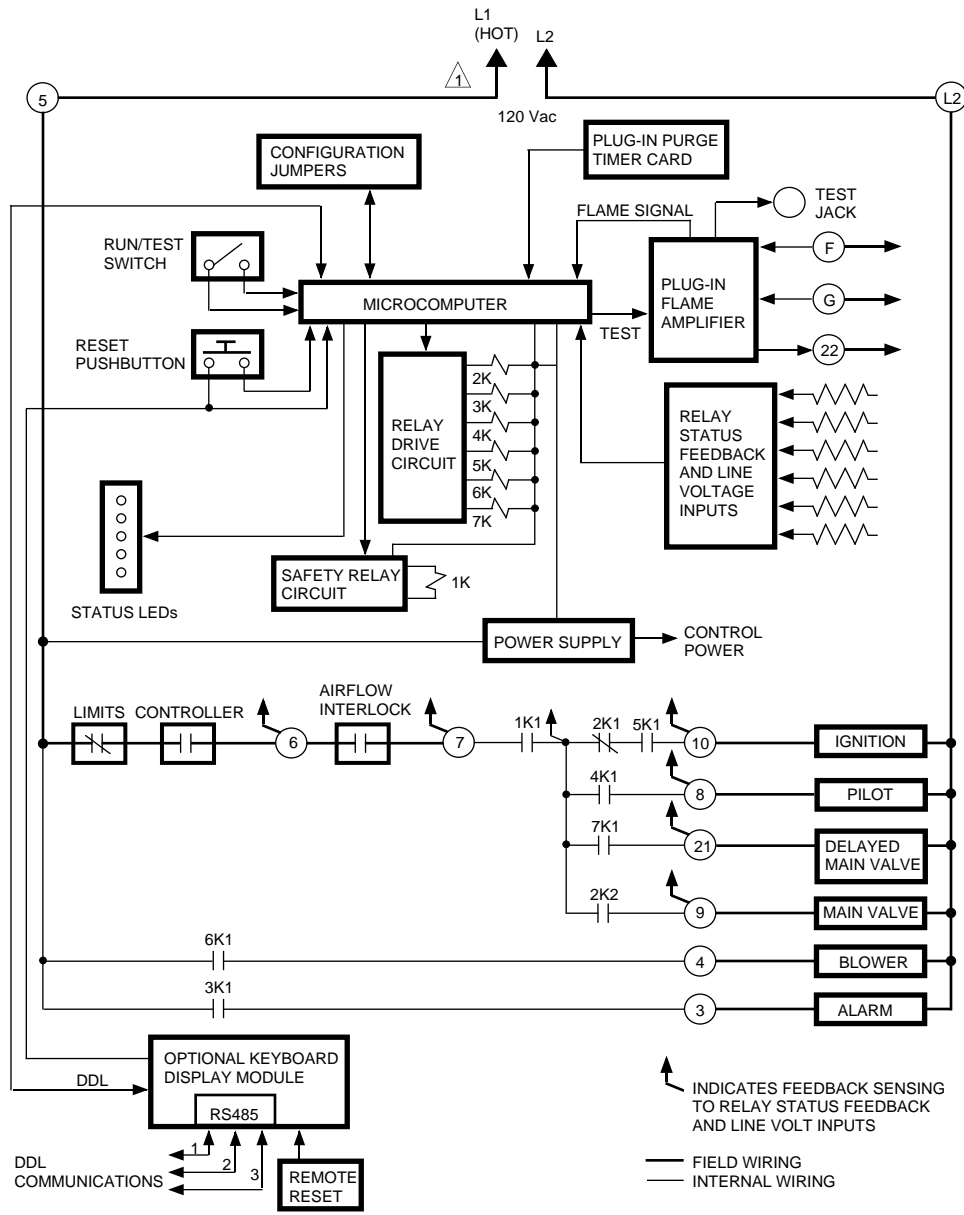 L1
(HOT)
L2
1
5
L2
120 Vac
CONFIGURATION
JUMPERS
PLUG-IN PURGE
TIMER CARD
TEST
JACK
FLAME SIGNAL
RUN/TEST
SWITCH
F
PLUG-IN
FLAME
AMPLIFIER
G
MICROCOMPUTER
TEST
22
RESET
PUSHBUTTON
RELAY
DRIVE
CIRCUIT
2K
3K
4K
5K
6K
7K
RELAY
STATUS
FEEDBACK
AND LINE
VOLTAGE
INPUTS
SAFETY RELAY
CIRCUIT
1K
STATUS LEDs
POWER SUPPLY
CONTROL
POWER
LIMITS
CONTROLLER
AIRFLOW
INTERLOCK
6
7
1K1
2K1
5K1
10
IGNITION
4K1
8
PILOT
7K1
21
DELAYED
MAIN VALVE
2K2
9
MAIN VALVE
6K1
4
BLOWER
3K1
3
ALARM
OPTIONAL KEYBOARD
DISPLAY MODULE
DDL
RS485
1
2
3
DDL
COMMUNICATIONS
REMOTE
RESET
INDICATES FEEDBACK SENSING
TO RELAY STATUS FEEDBACK
AND LINE VOLT INPUTS
FIELD WIRING
INTERNAL WIRING